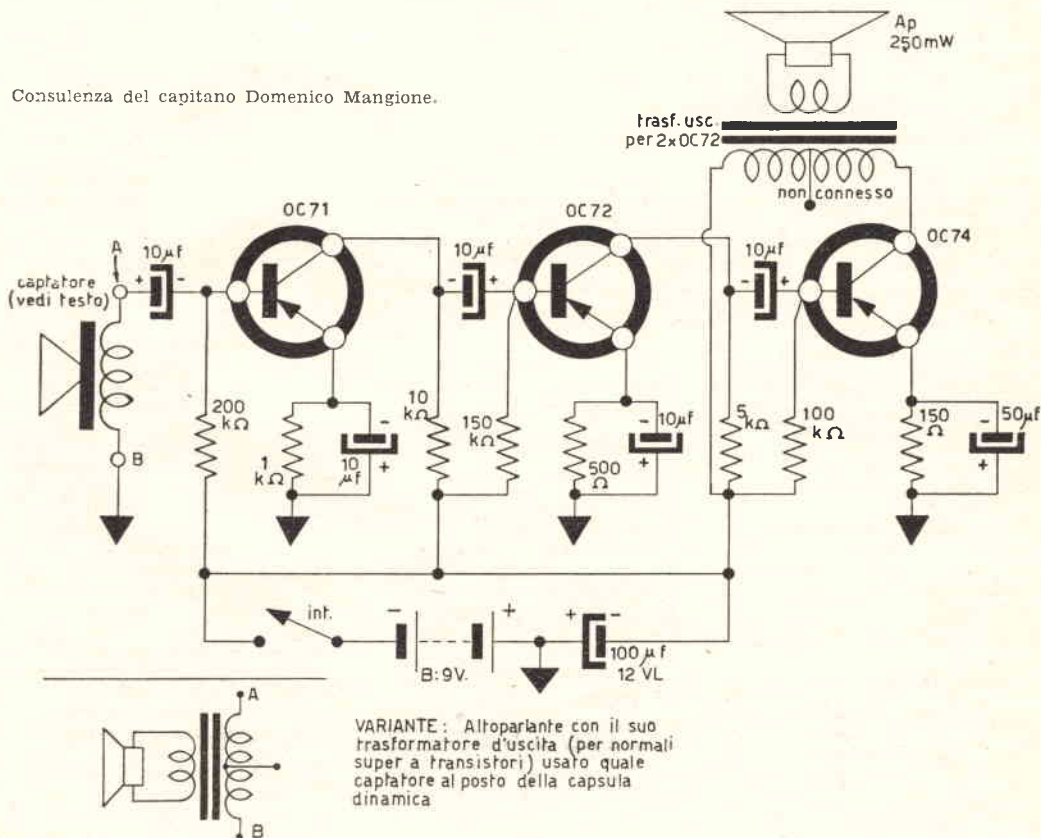 Ap
250mW
Consulenza del capitano Domenico Mangione.
trasf. usc.
per 2xOC72
non connesso
OC71
OC72
OC74
A
captatore
(vedi testo)
10µf
+ -
10µf
- +
10µf
- +
200
kΩ
1
kΩ
10
µf
-
+
10
kΩ
150
kΩ
500
Ω
10µf
-
+
5
kΩ
100
kΩ
150
Ω
50µf
-
+
B
int.
- +
B:9V.
+ -
100µf
12 VL
A
B
VARIANTE: Altoparlante con il suo
trasformatore d'uscita (per normali
super a transistori) usato quale
captatore al posto della capsula
dinamica